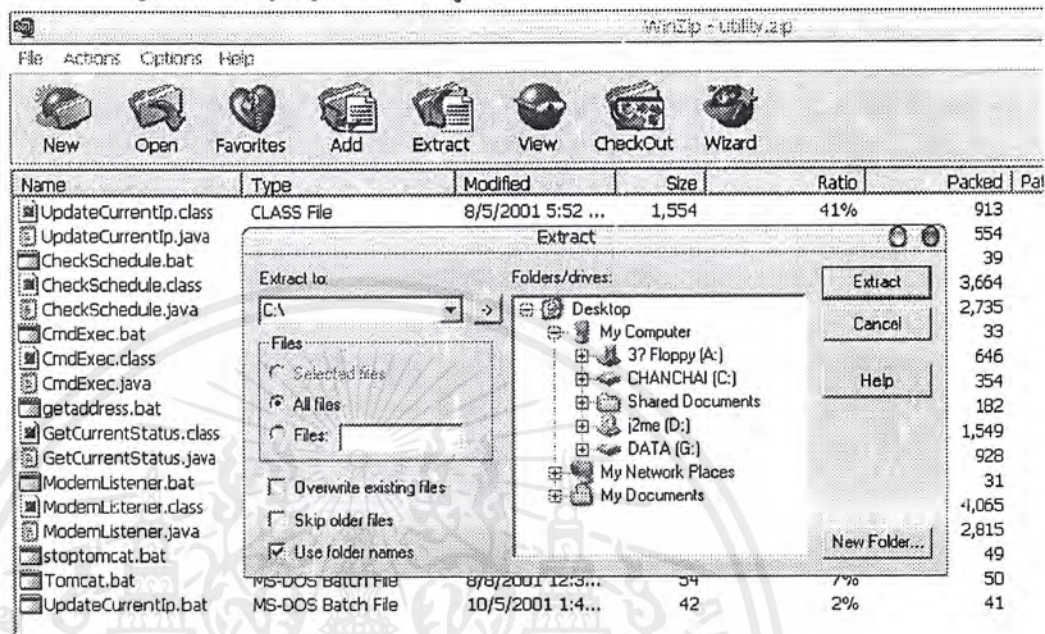 WinZip - utility.zip
File Actions Options Help
New Open Favorites Add Extract View CheckOut Wizard
Name Type Modified Size Ratio Packed Pat
UpdateCurrentIp.class CLASS File 8/5/2001 5:52 ... 1,554 41% 913
UpdateCurrentIp.java 554
CheckSchedule.bat 39
CheckSchedule.class 3,664
CheckSchedule.java 2,735
CmdExec.bat 33
CmdExec.class 646
CmdExec.java 354
getaddress.bat 182
GetCurrentStatus.class 1,549
GetCurrentStatus.java 928
ModemListener.bat 31
ModemListener.class 4,065
ModemListener.java 2,815
stoptomcat.bat 49
Tomcat.bat MS-DOS Batch File 8/8/2001 12:3... 54 7% 50
UpdateCurrentIp.bat MS-DOS Batch File 10/5/2001 1:4... 42 2% 41
Extract
Extract to:
C:\
->
Files
Selected files
All files
Files:
Overwrite existing files
Skip older files
Use folder names
Folders/drives:
Desktop
My Computer
3? Floppy (A:)
CHANCHAI (C:)
Shared Documents
j2me (D:)
DATA (G:)
My Network Places
My Documents
Extract
Cancel
Help
New Folder...